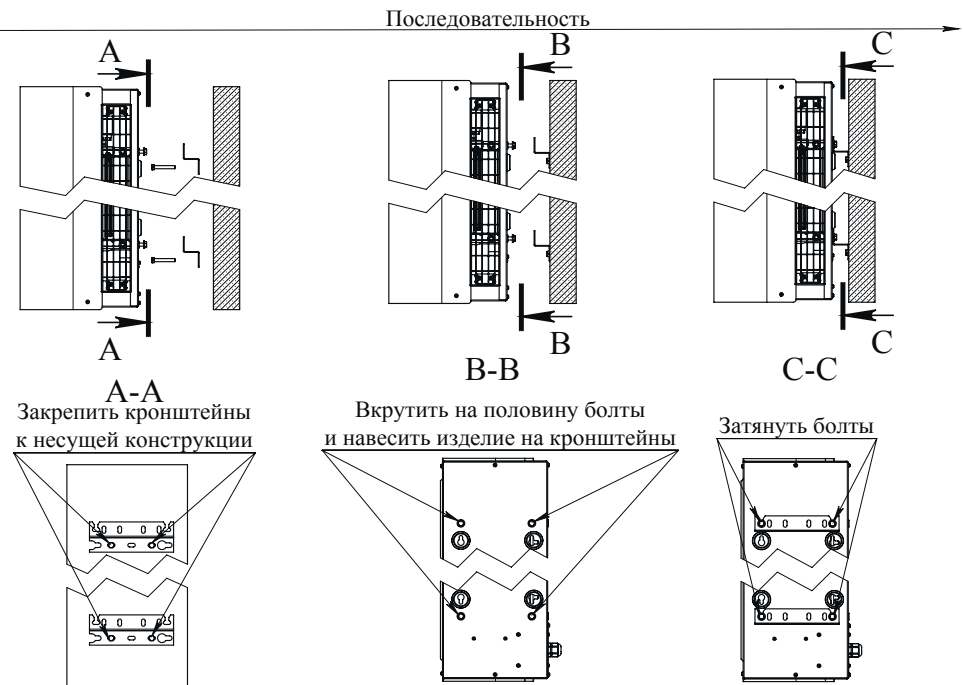 Последовательность
A
B
C
A
B
C
A-A
B-B
C-C
Закрепить кронштейны
к несущей конструкции
Вкрутить на половину болты
и навесить изделие на кронштейны
Затянуть болты